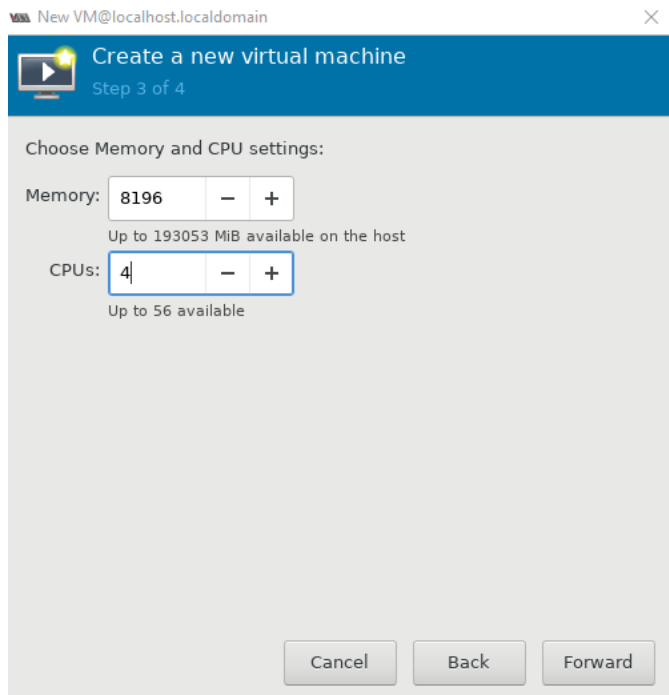 New VM@localhost.localdomain
Create a new virtual machine
Step 3 of 4
Choose Memory and CPU settings:
Memory: 8196 − +
Up to 193053 MiB available on the host
CPUs: 4 − +
Up to 56 available
Cancel Back Forward